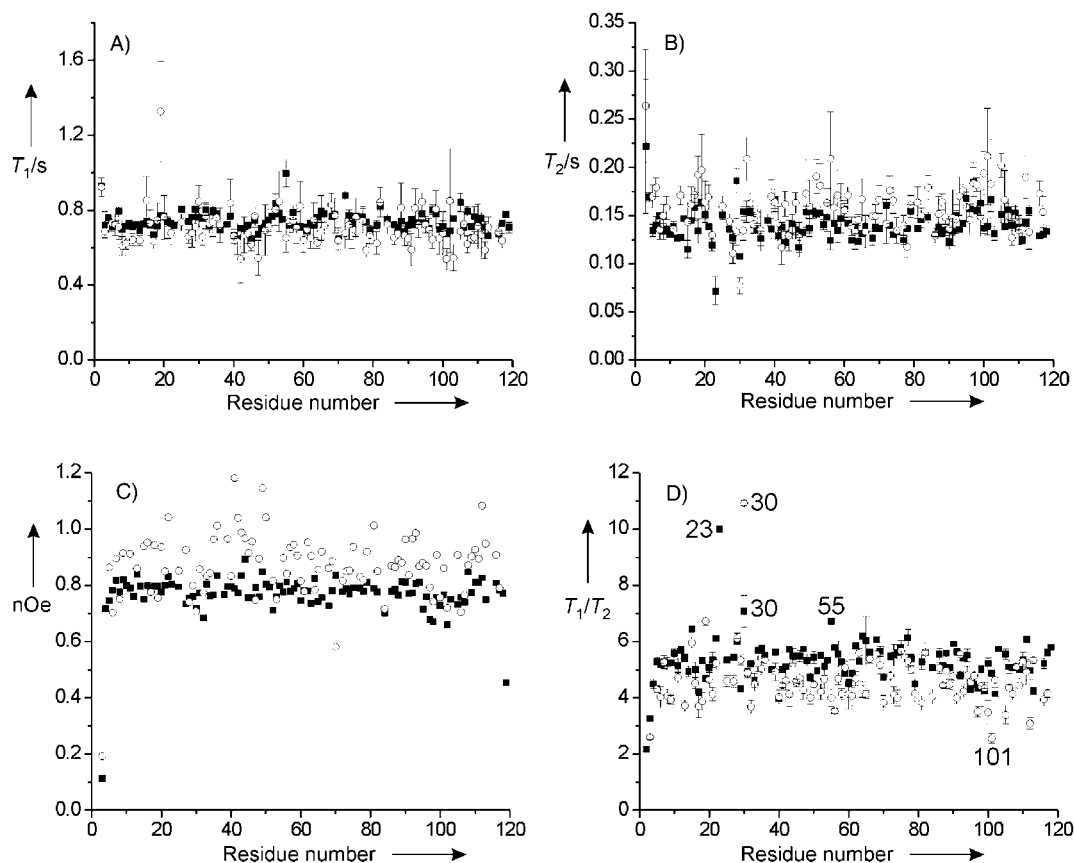 A)
1.6
1.2
T1/s
0.8
0.4
0.0
0 20 40 60 80 100 120
Residue number
B)
0.35
0.30
0.25
T2/s
0.20
0.15
0.10
0.05
0.00
0 20 40 60 80 100 120
Residue number
C)
1.2
1.0
0.8
nOe
0.6
0.4
0.2
0.0
0 20 40 60 80 100 120
Residue number
D)
12
10
8
T1/T2
6
4
2
0
23
30
30
55
101
0 20 40 60 80 100 120
Residue number